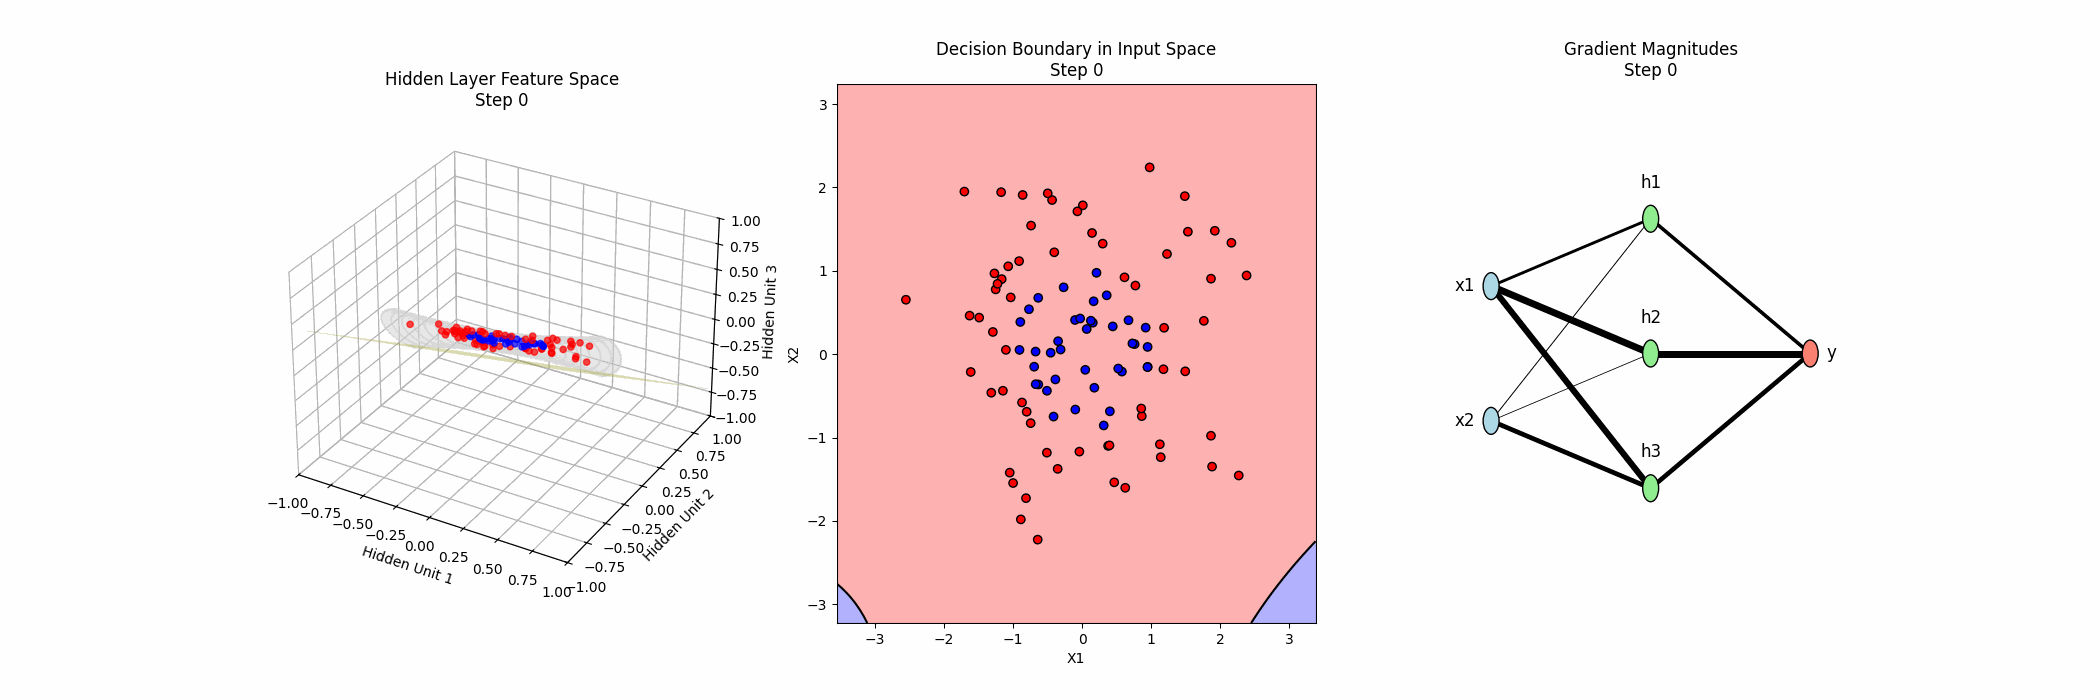 Hidden Layer Feature Space
Step 0
1.00
0.75
0.50
0.25
0.00
−0.25
−0.50
−0.75
−1.00
Hidden Unit 3
1.00
0.75
0.50
0.25
0.00
−0.25
−0.50
−0.75
−1.00
Hidden Unit 2
−1.00
−0.75
−0.50
−0.25
0.00
0.25
0.50
0.75
1.00
Hidden Unit 1
Decision Boundary in Input Space
Step 0
3
2
1
0
−1
−2
−3
X2
−3
−2
−1
0
1
2
3
X1
Gradient Magnitudes
Step 0
h1
x1
h2
y
x2
h3